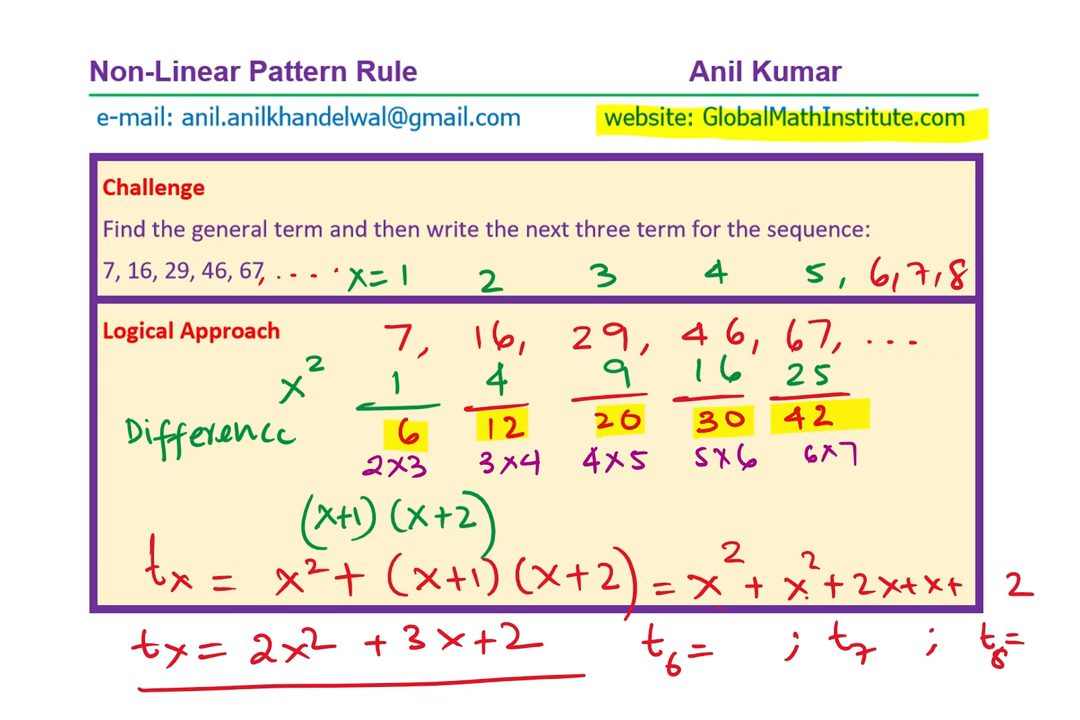 Non-Linear Pattern Rule Anil Kumar
e-mail: anil.anilkhandelwal@gmail.com website: GlobalMathInstitute.com
Challenge
Find the general term and then write the next three term for the sequence:
7, 16, 29, 46, 67, .... x=1 2 3 4 5, 6,7,8
Logical Approach 7, 16, 29, 46, 67, ...
x² 1 4 9 16 25
Difference 6 12 20 30 42
2×3 3×4 4×5 5×6 6×7
(x+1)(x+2)
tx = x²+(x+1)(x+2) = x²+x²+2x+x+2
tx = 2x²+3x+2 t6= ; t7 ; t8=